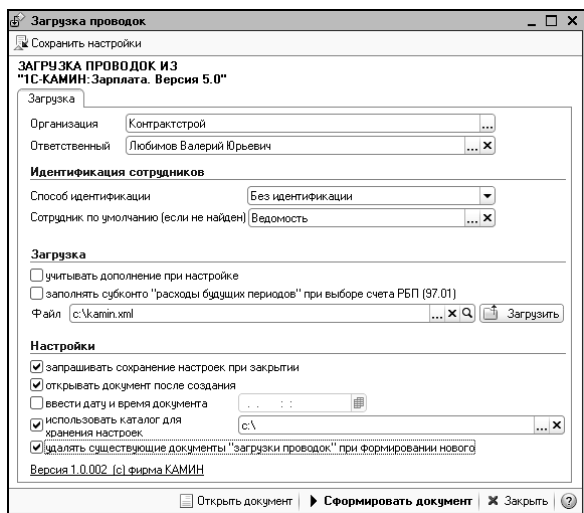 Загрузка проводок
Сохранить настройки
ЗАГРУЗКА ПРОВОДОК ИЗ
"1С-КАМИН:Зарплата. Версия 5.0"
Загрузка
Организация Контрактстрой ...
Ответственный Любимов Валерий Юрьевич ...
Идентификация сотрудников
Способ идентификации Без идентификации
Сотрудник по умолчанию (если не найден) Ведомость ...
Загрузка
учитывать дополнение при настройке
заполнять субконто "расходы будущих периодов" при выборе счета РБП (97.01)
Файл c:\kamin.xml ... Загрузить
Настройки
запрашивать сохранение настроек при закрытии
открывать документ после создания
ввести дату и время документа . . : :
использовать каталог для
хранения настроек c:\ ...
удалять существующие документы "загрузки проводок" при формировании нового
Версия 1.0.002 (с) фирма КАМИН
Открыть документ Сформировать документ Закрыть ?